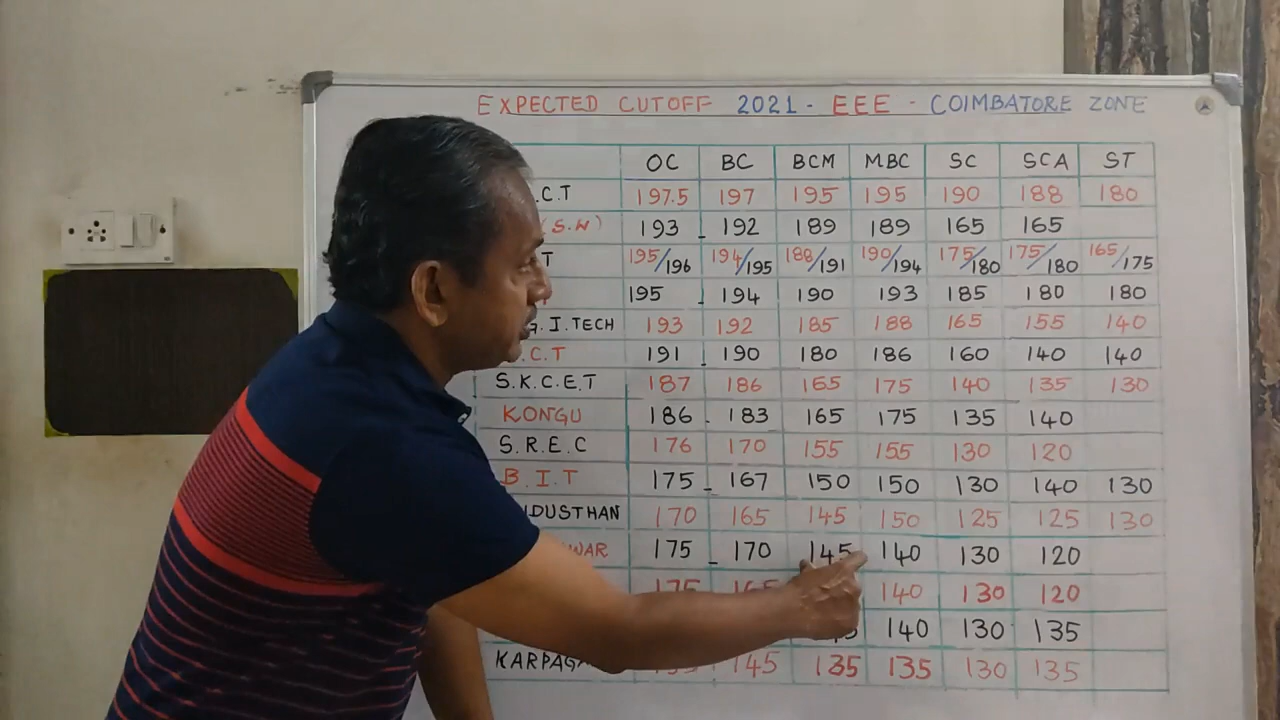 EXPECTED CUTOFF 2021 - EEE - COIMBATORE ZONE
OC BC BCM MBC SC SCA ST
.C.T 197.5 197 195 195 190 188 180
(S.W) 193 - 192 189 189 165 165
T 195/196 194/195 188/191 190/194 175/180 175/180 165/175
195 - 194 190 193 185 180 180
G.I.TECH 193 192 185 188 165 155 140
.C.T 191 - 190 180 186 160 140 140
S.K.C.E.T 187 186 165 175 140 135 130
KONGU 186 - 183 165 175 135 140
S.R.E.C 176 170 155 155 130 120
B.I.T 175 - 167 150 150 130 140 130
DUSTHAN 170 165 145 150 125 125 130
WAR 175 - 170 145 140 130 120
175 165 140 130 120
140 130 135
KARPAGA 145 135 135 130 135